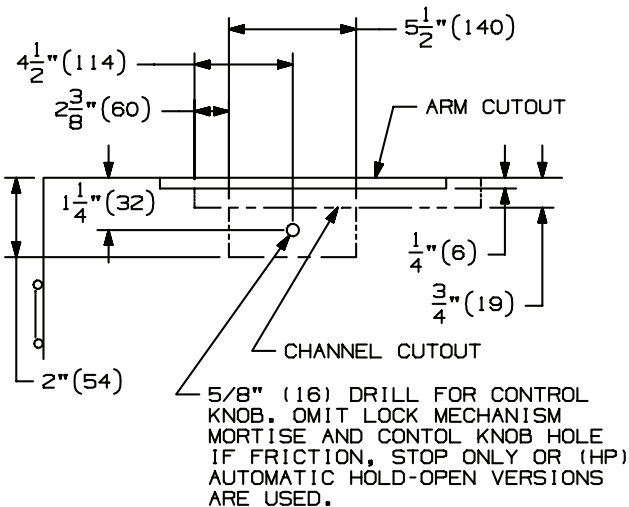 5 1/2" (140)
4 1/2" (114)
2 3/8" (60)
ARM CUTOUT
1 1/4" (32)
1/4" (6)
3/4" (19)
CHANNEL CUTOUT
2" (54)
5/8" (16) DRILL FOR CONTROL
KNOB. OMIT LOCK MECHANISM
MORTISE AND CONTOL KNOB HOLE
IF FRICTION, STOP ONLY OR (HP)
AUTOMATIC HOLD-OPEN VERSIONS
ARE USED.